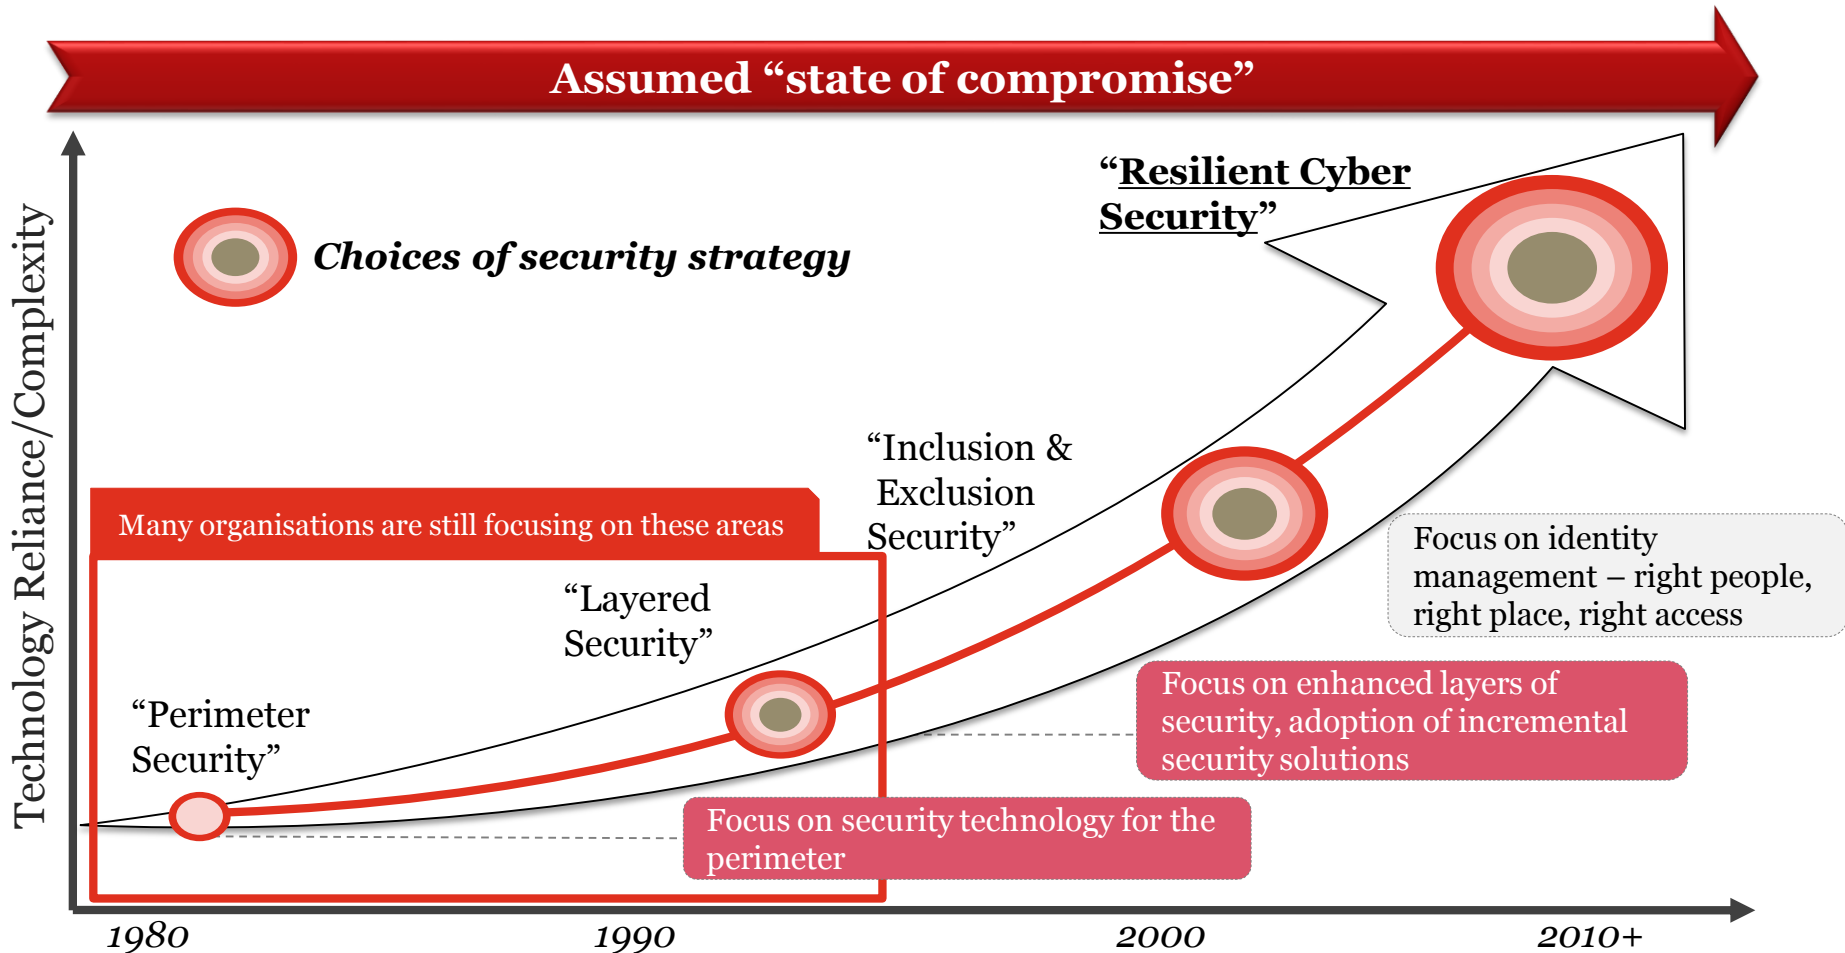 Assumed “state of compromise”
“Resilient Cyber
Security”
Choices of security strategy
Technology Reliance/Complexity
“Inclusion &
Exclusion
Security”
Many organisations are still focusing on these areas
Focus on identity
management – right people,
right place, right access
“Layered
Security”
Focus on enhanced layers of
security, adoption of incremental
security solutions
“Perimeter
Security”
Focus on security technology for the
perimeter
1980
1990
2000
2010+